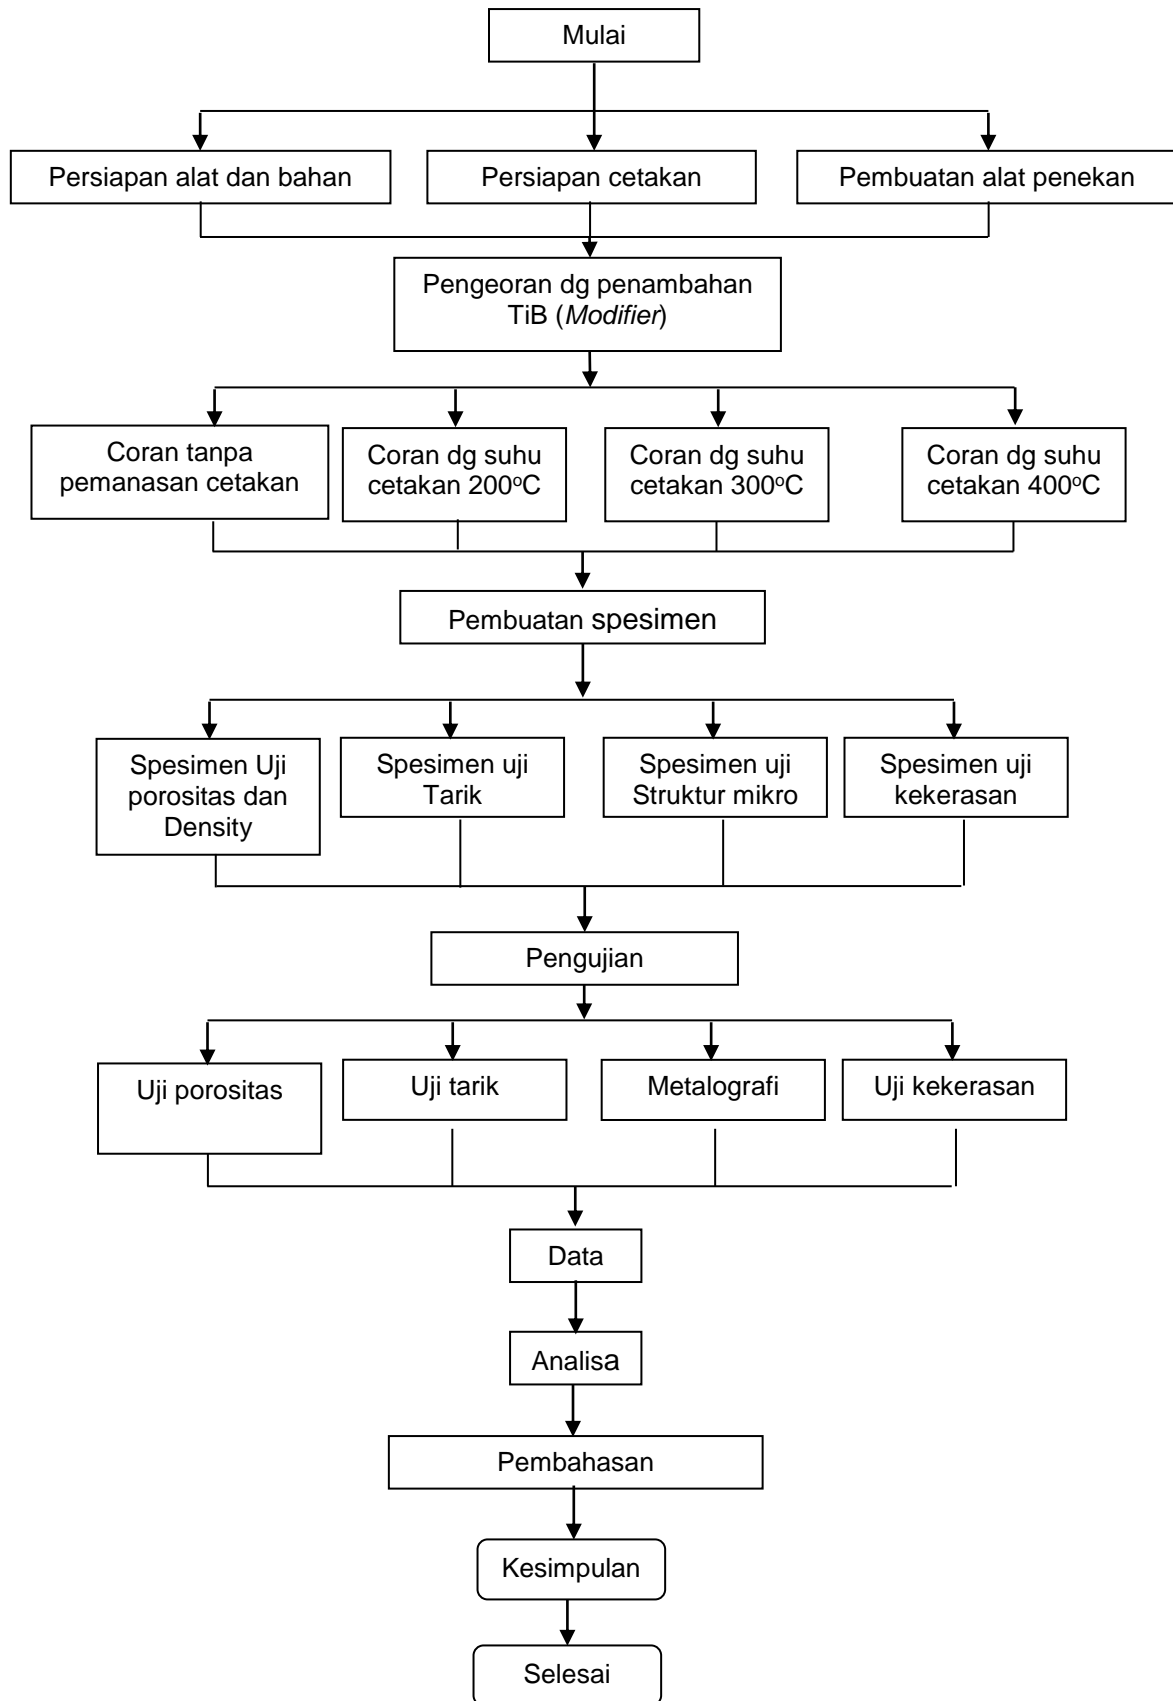 Mulai
Persiapan alat dan bahan
Persiapan cetakan
Pembuatan alat penekan
Pengeoran dg penambahan
TiB (Modifier)
Coran tanpa
pemanasan cetakan
Coran dg suhu
cetakan 200°C
Coran dg suhu
cetakan 300°C
Coran dg suhu
cetakan 400°C
Pembuatan spesimen
Spesimen Uji
porositas dan
Density
Spesimen uji
Tarik
Spesimen uji
Struktur mikro
Spesimen uji
kekerasan
Pengujian
Uji porositas
Uji tarik
Metalografi
Uji kekerasan
Data
Analisa
Pembahasan
Kesimpulan
Selesai